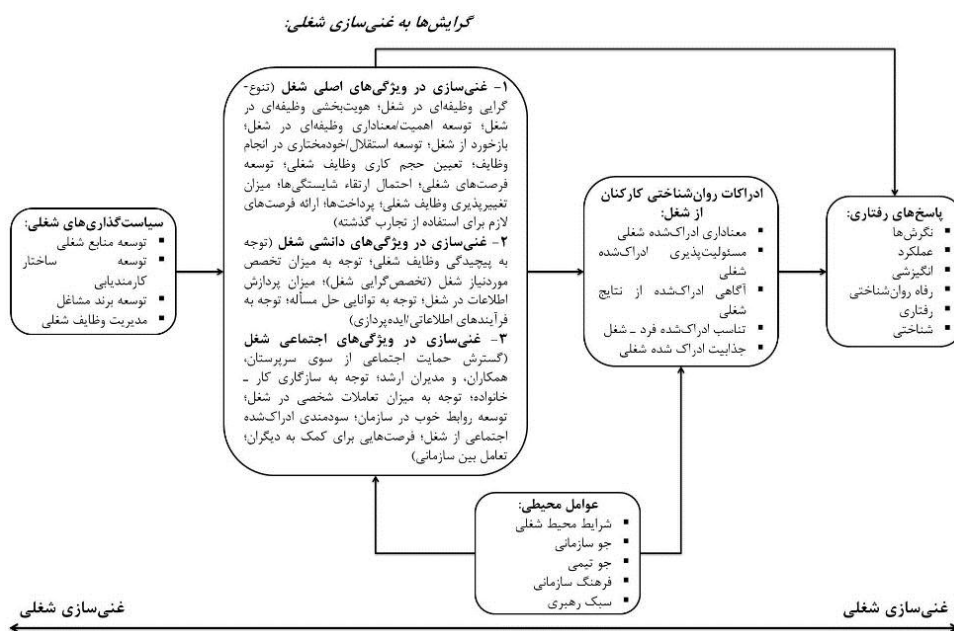 گرایش‌ها به غنی‌سازی شغلی:
۱- غنی‌سازی در ویژگی‌های اصلی شغل (تنوع-
گرایی وظیفه‌ای در شغل؛ هویت‌بخشی وظیفه‌ای در
شغل؛ توسعه اهمیت/معناداری وظیفه‌ای در شغل؛
بازخورد از شغل؛ توسعه استقلال/خودمختاری در انجام
وظایف؛ تعیین حجم کاری وظایف شغلی؛ توسعه
فرصت‌های شغلی؛ احتمال ارتقاء شایستگی‌ها؛ میزان
تغییرپذیری وظایف شغلی؛ پرداخت‌ها؛ ارائه فرصت‌های
لازم برای استفاده از تجارب گذشته)
۲- غنی‌سازی در ویژگی‌های دانشی شغل (توجه
به پیچیدگی وظایف شغلی؛ توجه به میزان تخصص
موردنیاز شغل (تخصص‌گرایی شغل)؛ میزان پردازش
اطلاعات در شغل؛ توجه به توانایی حل مسأله؛ توجه به
فرآیندهای اطلاعاتی/ایده‌پردازی)
۳- غنی‌سازی در ویژگی‌های اجتماعی شغل
(گسترش حمایت اجتماعی از سوی سرپرستان،
همکاران، و مدیران ارشد؛ توجه به سازگاری کار ـ
خانواده؛ توجه به میزان تعاملات شخصی در شغل؛
توسعه روابط خوب در سازمان؛ سودمندی ادراک‌شده
اجتماعی از شغل؛ فرصت‌هایی برای کمک به دیگران؛
تعامل بین سازمانی)
سیاست‌گذاری‌های شغلی:
▪ توسعه منابع شغلی
▪ توسعه ساختار
کارمندیابی
▪ توسعه برند مشاغل
▪ مدیریت وظایف شغلی
ادراکات روان‌شناختی کارکنان
از شغل:
▪ معناداری ادراک‌شده شغلی
▪ مسئولیت‌پذیری ادراک‌شده
شغلی
▪ آگاهی ادراک‌شده از نتایج
شغلی
▪ تناسب ادراک‌شده فرد ـ شغل
▪ جذابیت ادراک شده شغلی
پاسخ‌های رفتاری:
▪ نگرش‌ها
▪ عملکرد
▪ انگیزشی
▪ رفاه روان‌شناختی
▪ رفتاری
▪ شناختی
عوامل محیطی:
▪ شرایط محیط شغلی
▪ جو سازمانی
▪ جو تیمی
▪ فرهنگ سازمانی
▪ سبک رهبری
غنی‌سازی شغلی
غنی‌سازی شغلی